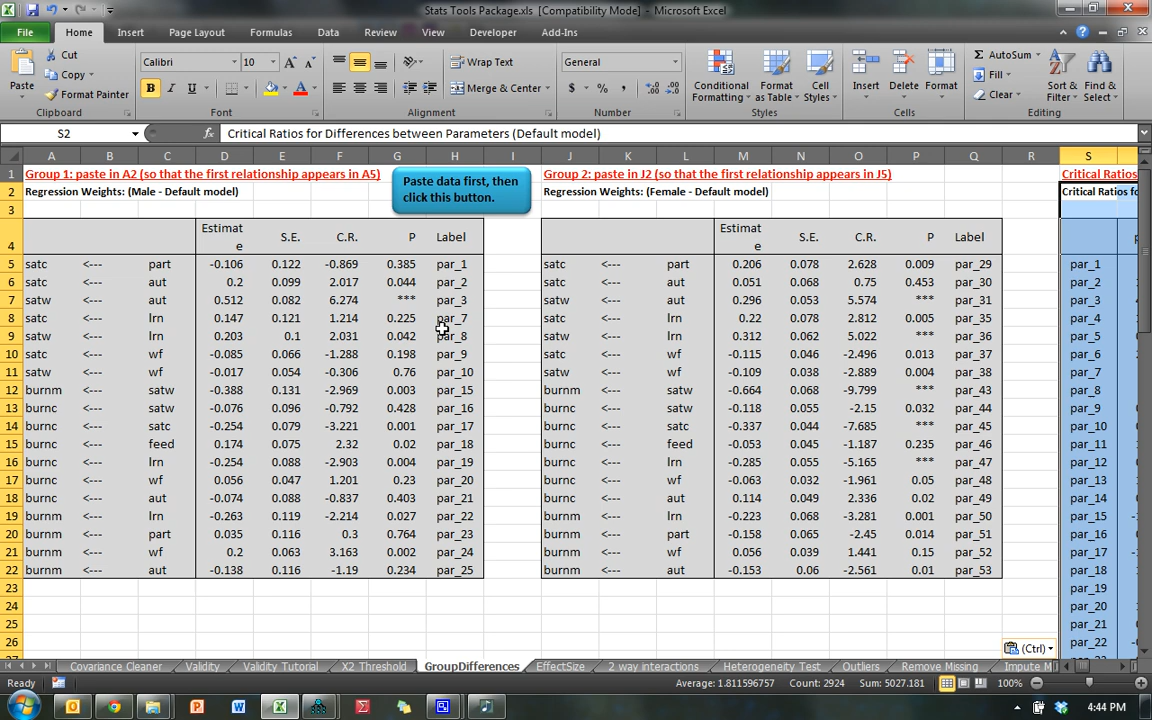 Stats Tools Package.xls [Compatibility Mode] - Microsoft Excel
File Home Insert Page Layout Formulas Data Review View Developer Add-Ins
Cut
Copy
Format Painter
Paste
Clipboard
Calibri 10
B I U
Font
Wrap Text
Merge & Center
Alignment
General
$ % ,
Number
Conditional Formatting
Format as Table
Cell Styles
Styles
Insert Delete Format
Cells
AutoSum
Fill
Clear
Sort & Filter
Find & Select
Editing
S2 fx Critical Ratios for Differences between Parameters (Default model)
A B C D E F G H I J K L M N O P Q R S
1 Group 1: paste in A2 (so that the first relationship appears in A5) Group 2: paste in J2 (so that the first relationship appears in J5) Critical Ratios
Paste data first, then click this button.
2 Regression Weights: (Male - Default model) Regression Weights: (Female - Default model) Critical Ratios fo
3
4 Estimate S.E. C.R. P Label Estimate S.E. C.R. P Label
5 satc <--- part -0.106 0.122 -0.869 0.385 par_1 satc <--- part 0.206 0.078 2.628 0.009 par_29 par_1
6 satc <--- aut 0.2 0.099 2.017 0.044 par_2 satc <--- aut 0.051 0.068 0.75 0.453 par_30 par_2
7 satw <--- aut 0.512 0.082 6.274 *** par_3 satw <--- aut 0.296 0.053 5.574 *** par_31 par_3
8 satc <--- lrn 0.147 0.121 1.214 0.225 par_7 satc <--- lrn 0.22 0.078 2.812 0.005 par_35 par_4
9 satw <--- lrn 0.203 0.1 2.031 0.042 par_8 satw <--- lrn 0.312 0.062 5.022 *** par_36 par_5
10 satc <--- wf -0.085 0.066 -1.288 0.198 par_9 satc <--- wf -0.115 0.046 -2.496 0.013 par_37 par_6
11 satw <--- wf -0.017 0.054 -0.306 0.76 par_10 satw <--- wf -0.109 0.038 -2.889 0.004 par_38 par_7
12 burnm <--- satw -0.388 0.131 -2.969 0.003 par_15 burnm <--- satw -0.664 0.068 -9.799 *** par_43 par_8
13 burnc <--- satw -0.076 0.096 -0.792 0.428 par_16 burnc <--- satw -0.118 0.055 -2.15 0.032 par_44 par_9
14 burnc <--- satc -0.254 0.079 -3.221 0.001 par_17 burnc <--- satc -0.337 0.044 -7.685 *** par_45 par_10
15 burnc <--- feed 0.174 0.075 2.32 0.02 par_18 burnc <--- feed -0.053 0.045 -1.187 0.235 par_46 par_11
16 burnc <--- lrn -0.254 0.088 -2.903 0.004 par_19 burnc <--- lrn -0.285 0.055 -5.165 *** par_47 par_12
17 burnc <--- wf 0.056 0.047 1.201 0.23 par_20 burnc <--- wf -0.063 0.032 -1.961 0.05 par_48 par_13
18 burnc <--- aut -0.074 0.088 -0.837 0.403 par_21 burnc <--- aut 0.114 0.049 2.336 0.02 par_49 par_14
19 burnm <--- lrn -0.263 0.119 -2.214 0.027 par_22 burnm <--- lrn -0.223 0.068 -3.281 0.001 par_50 par_15
20 burnm <--- part 0.035 0.116 0.3 0.764 par_23 burnm <--- part -0.158 0.065 -2.45 0.014 par_51 par_16
21 burnm <--- wf 0.2 0.063 3.163 0.002 par_24 burnm <--- wf 0.056 0.039 1.441 0.15 par_52 par_17
22 burnm <--- aut -0.138 0.116 -1.19 0.234 par_25 burnm <--- aut -0.153 0.06 -2.561 0.01 par_53 par_18
23 par_19
24 par_20
25 par_21
26 par_22
(Ctrl)
Covariance Cleaner Validity Validity Tutorial X2 Threshold GroupDifferences EffectSize 2 way interactions Heterogeneity Test Outliers Remove Missing Impute M
Ready Average: 1.811596757 Count: 2924 Sum: 5027.181 100%
4:44 PM